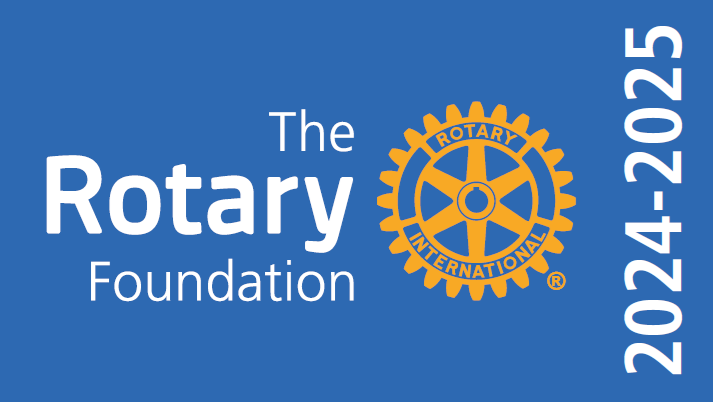 The
Rotary
Foundation
ROTARY
INTERNATIONAL
®
2024-2025